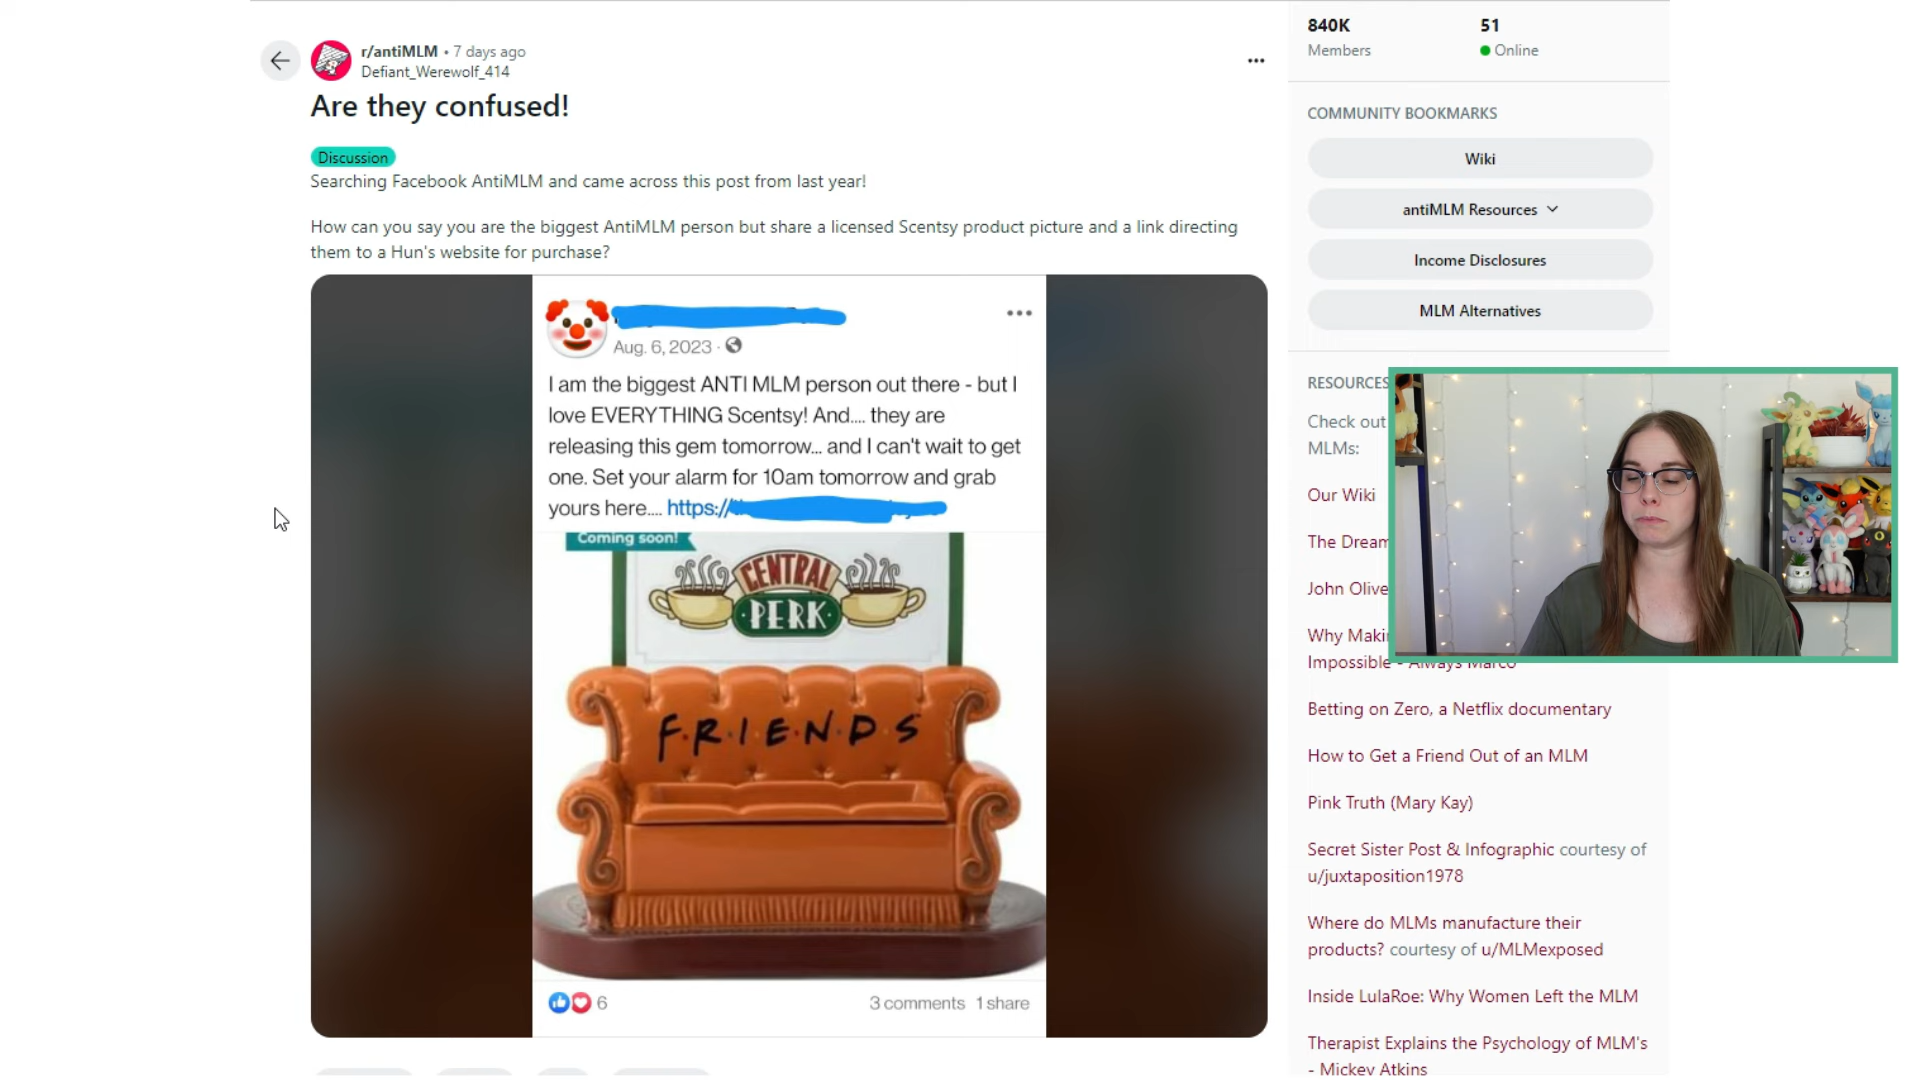 r/antiMLM • 7 days ago
Defiant_Werewolf_414
Are they confused!
Discussion
Searching Facebook AntiMLM and came across this post from last year!
How can you say you are the biggest AntiMLM person but share a licensed Scentsy product picture and a link directing
them to a Hun's website for purchase?
Aug. 6, 2023 ·
I am the biggest ANTI MLM person out there - but I
love EVERYTHING Scentsy! And.... they are
releasing this gem tomorrow... and I can't wait to get
one. Set your alarm for 10am tomorrow and grab
yours here.... https://
Coming soon!
CENTRAL
PERK
F·R·I·E·N·D·S
6
3 comments 1 share
840K
Members
51
Online
COMMUNITY BOOKMARKS
Wiki
antiMLM Resources
Income Disclosures
MLM Alternatives
RESOURCES
Check out
MLMs:
Our Wiki
The Dream
John Olive
Why Maki
Impossible - Always Marco
Betting on Zero, a Netflix documentary
How to Get a Friend Out of an MLM
Pink Truth (Mary Kay)
Secret Sister Post & Infographic courtesy of
u/juxtaposition1978
Where do MLMs manufacture their
products? courtesy of u/MLMexposed
Inside LulaRoe: Why Women Left the MLM
Therapist Explains the Psychology of MLM's
- Mickey Atkins